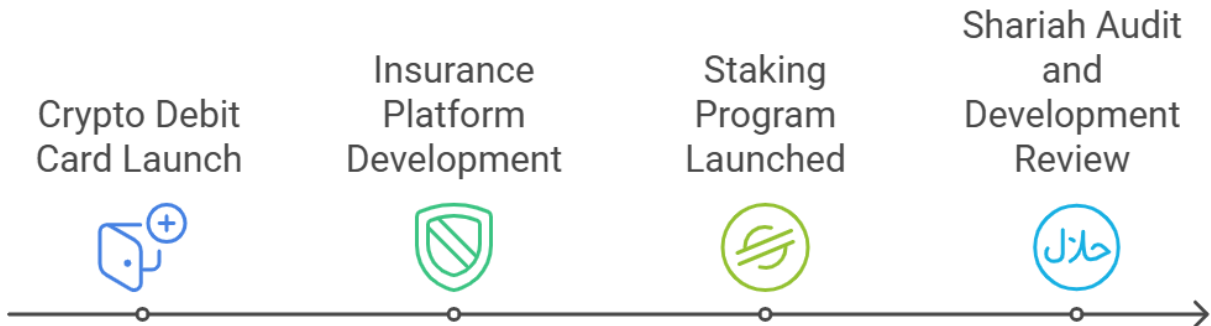 Crypto Debit
Card Launch
Insurance
Platform
Development
Staking
Program
Launched
Shariah Audit
and
Development
Review
حلال